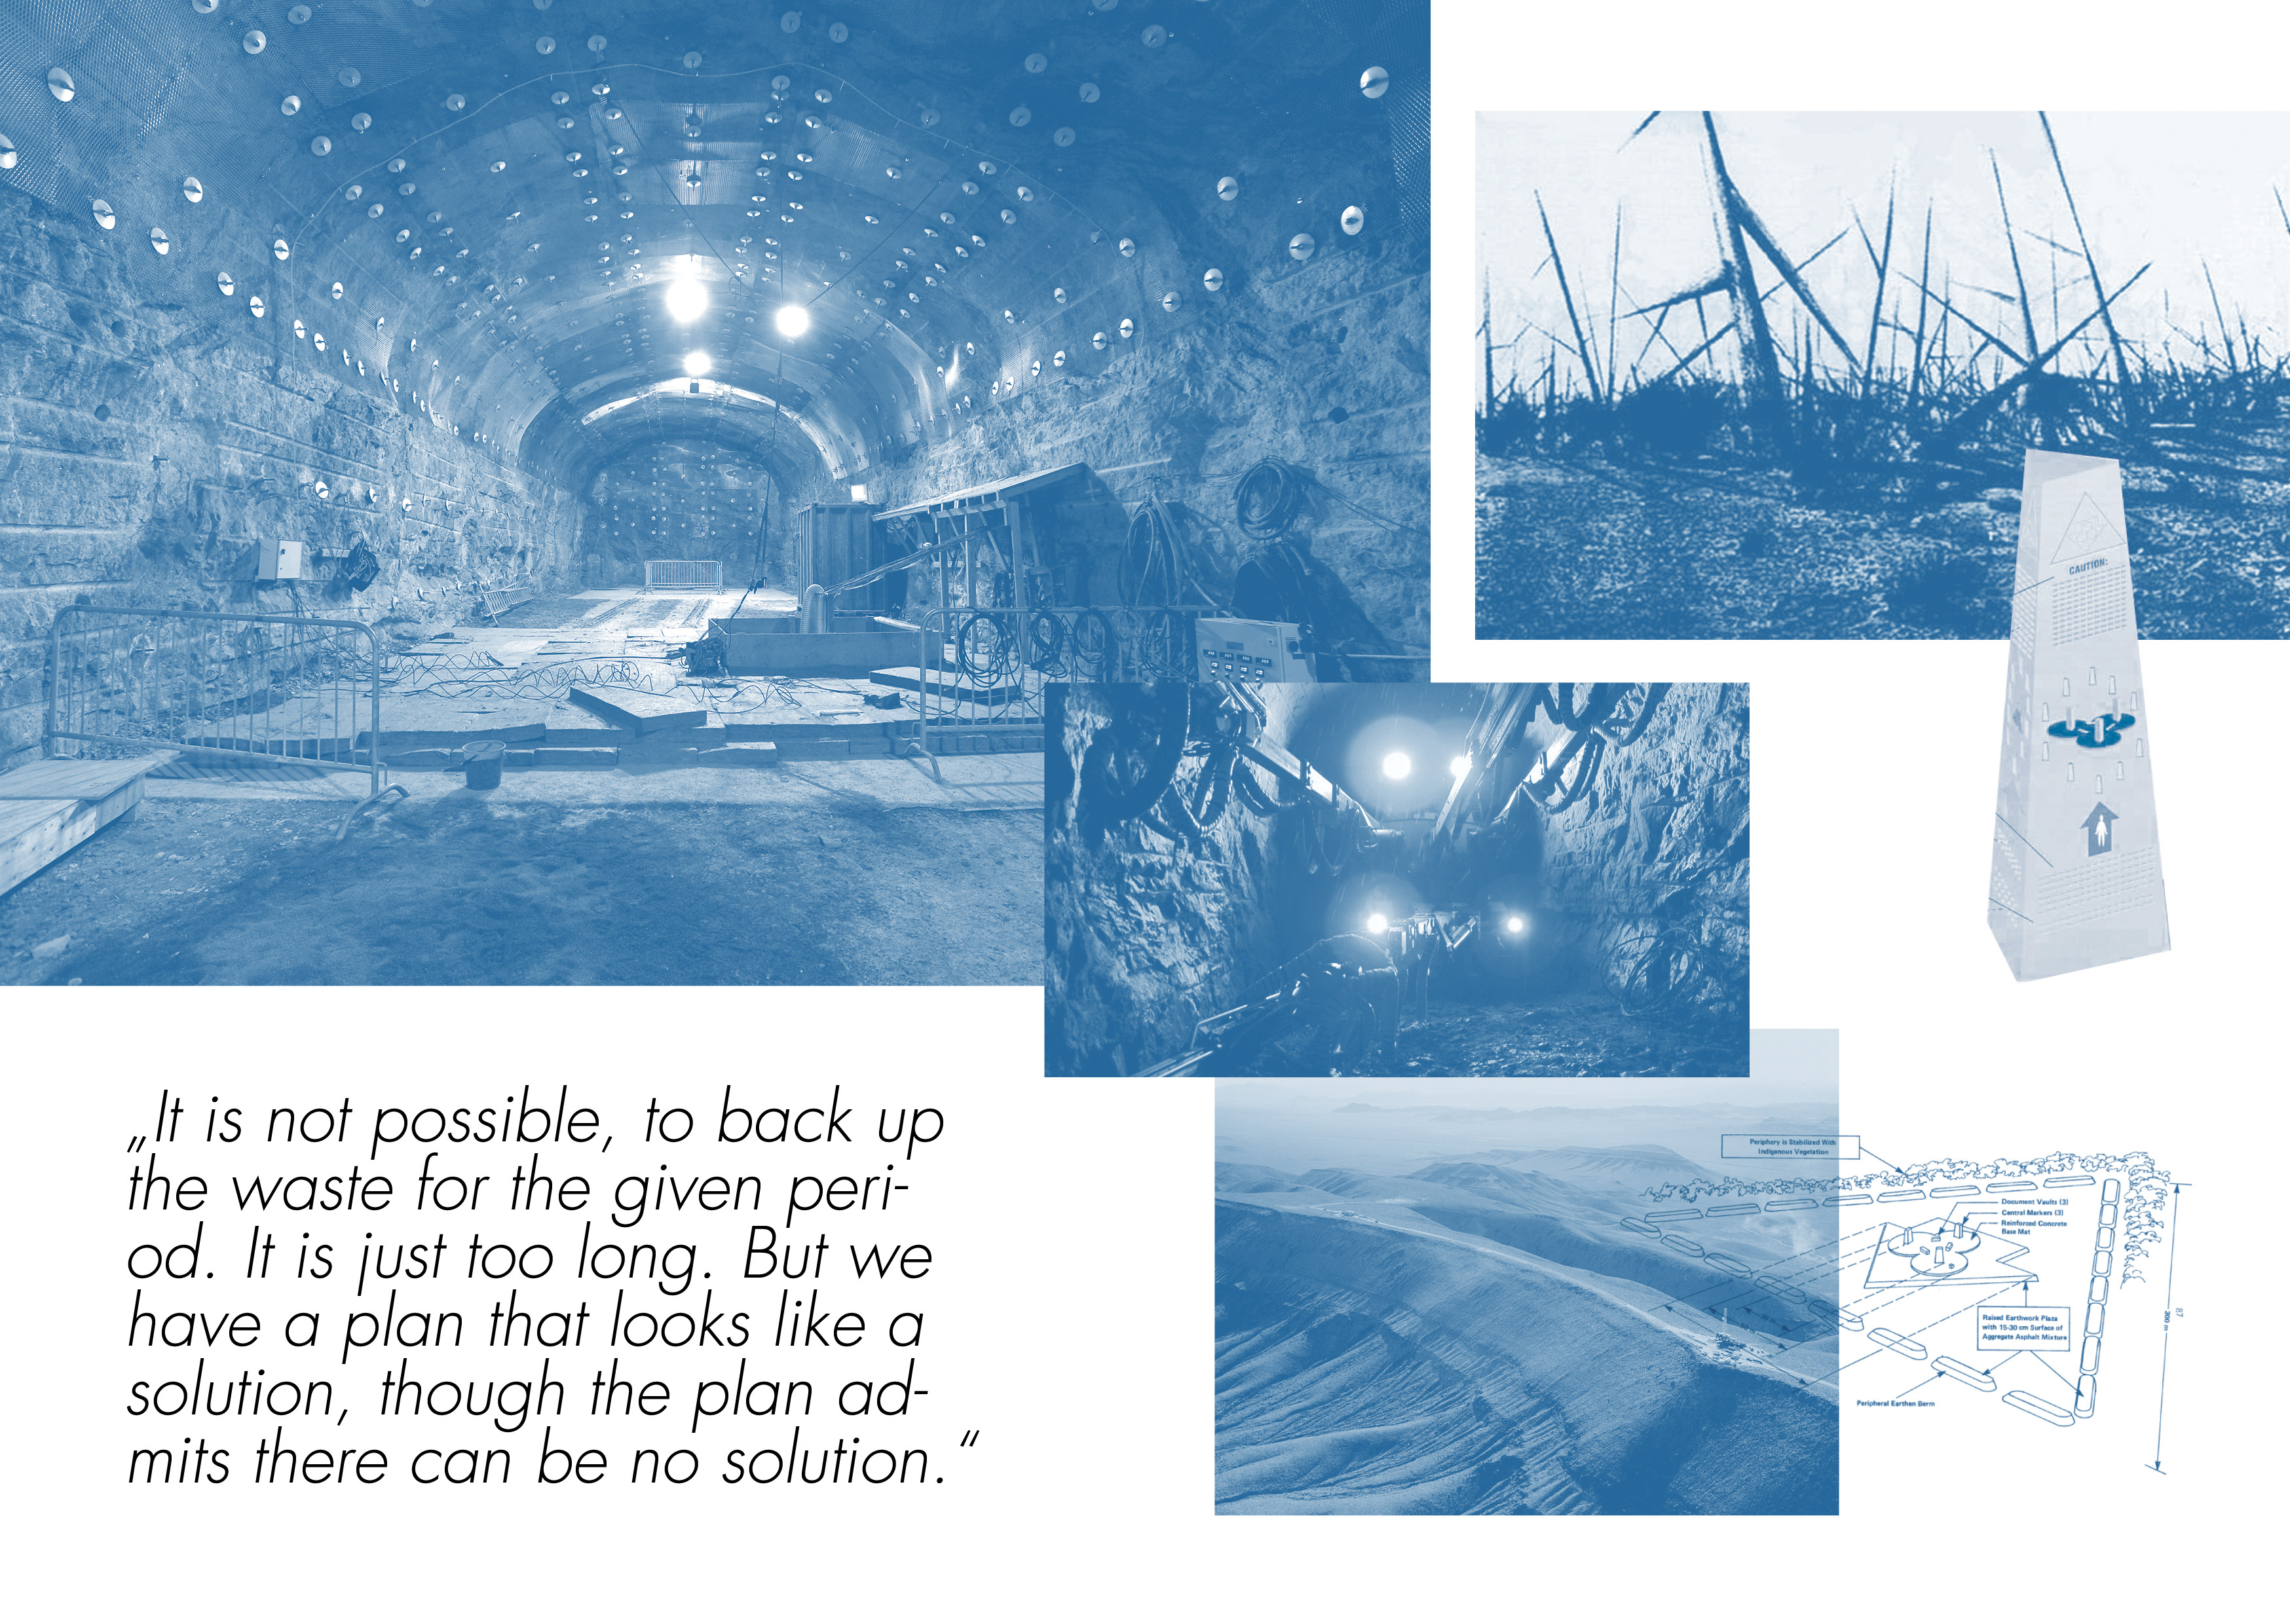 „It is not possible, to back up
the waste for the given peri-
od. It is just too long. But we
have a plan that looks like a
solution, though the plan ad-
mits there can be no solution.“
CAUTION:
Periphery is Stabilized With
Indigenous Vegetation
Document Vaults (3)
Central Markers (3)
Reinforced Concrete
Base Mat
Raised Earthwork Plaza
with 15-30 cm Surface of
Aggregate Asphalt Mixture
Peripheral Earthen Berm
87